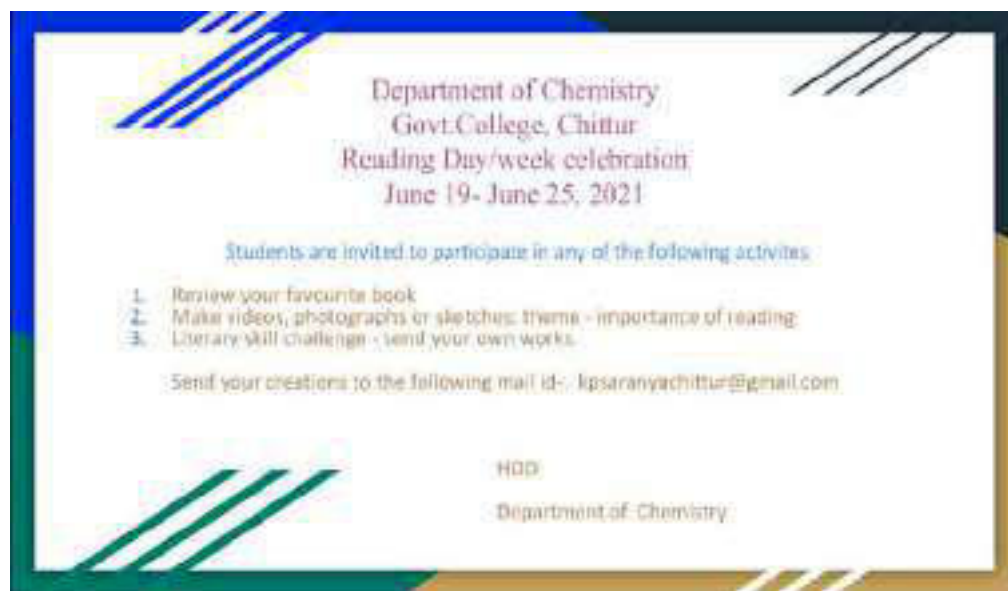 Department of Chemistry
Govt.College, Chittur
Reading Day/week celebration
June 19- June 25, 2021
Students are invited to participate in any of the following activites
1. Review your favourite book
2. Make videos, photographs or sketches: theme - importance of reading
3. Literary skill challenge - send your own works.
Send your creations to the following mail id-: kpsaranyachittur@gmail.com
HOD
Department of Chemistry